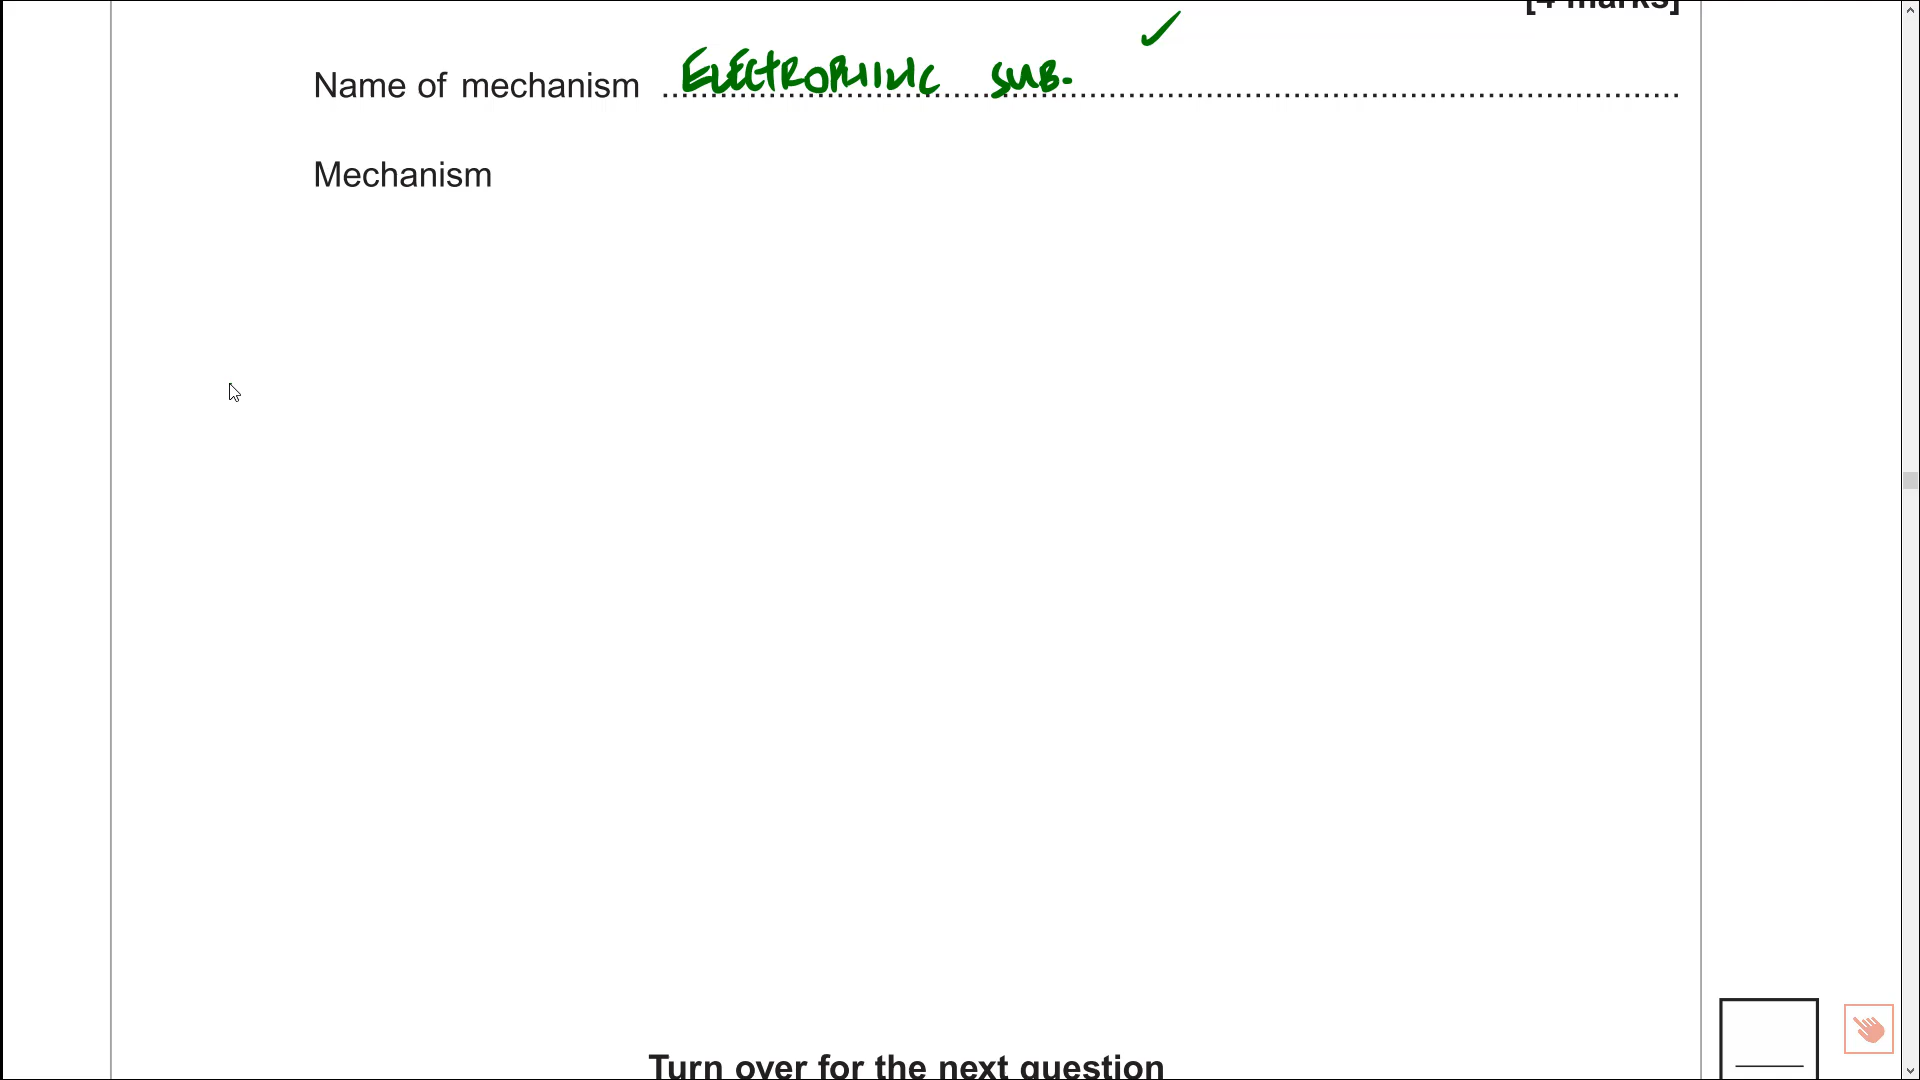 [4 marks]
Name of mechanism ELECTROPHILIC SUB.
Mechanism
Turn over for the next question